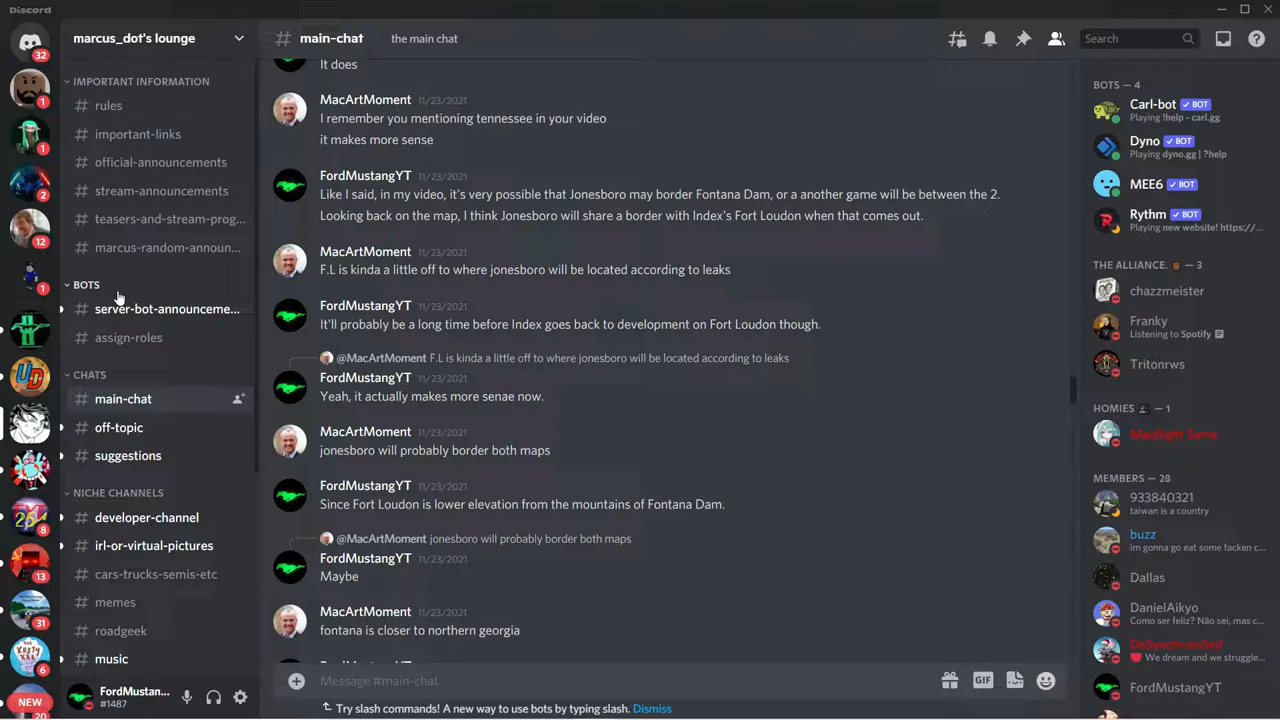 Discord
32
1
1
2
12
1
8
13
31
6
NEW
20
marcus_dot's lounge
IMPORTANT INFORMATION
# rules
# important-links
# official-announcements
# stream-announcements
# teasers-and-stream-prog...
# marcus-random-announ...
BOTS
# server-bot-announceme...
# assign-roles
CHATS
# main-chat
# off-topic
# suggestions
NICHE CHANNELS
# developer-channel
# irl-or-virtual-pictures
# cars-trucks-semis-etc
# memes
# roadgeek
# music
FordMustan...
#1487
# main-chat the main chat
Search
It does
MacArtMoment 11/23/2021
I remember you mentioning tennessee in your video
it makes more sense
FordMustangYT 11/23/2021
Like I said, in my video, it's very possible that Jonesboro may border Fontana Dam, or a another game will be between the 2.
Looking back on the map, I think Jonesboro will share a border with Index's Fort Loudon when that comes out.
MacArtMoment 11/23/2021
F.L is kinda a little off to where jonesboro will be located according to leaks
FordMustangYT 11/23/2021
It'll probably be a long time before Index goes back to development on Fort Loudon though.
@MacArtMoment F.L is kinda a little off to where jonesboro will be located according to leaks
FordMustangYT 11/23/2021
Yeah, it actually makes more senae now.
MacArtMoment 11/23/2021
jonesboro will probably border both maps
FordMustangYT 11/23/2021
Since Fort Loudon is lower elevation from the mountains of Fontana Dam.
@MacArtMoment jonesboro will probably border both maps
FordMustangYT 11/23/2021
Maybe
MacArtMoment 11/23/2021
fontana is closer to northern georgia
Message #main-chat
GIF
Try slash commands! A new way to use bots by typing slash. Dismiss
BOTS — 4
Carl-bot ✓ BOT
Playing !help - carl.gg
Dyno ✓ BOT
Playing dyno.gg | ?help
MEE6 ✓ BOT
Rythm ✓ BOT
Playing new website! https://...
THE ALLIANCE. — 3
chazzmeister
Franky
Listening to Spotify
Tritonrws
HOMIES — 1
Maidlight Sama
MEMBERS — 28
933840321
taiwan is a country
buzz
im gonna go eat some facken c...
Dallas
DanielAikyo
Como ser feliz? Não sei, mas c...
DeSynchronized
We dream and we struggle...
FordMustangYT